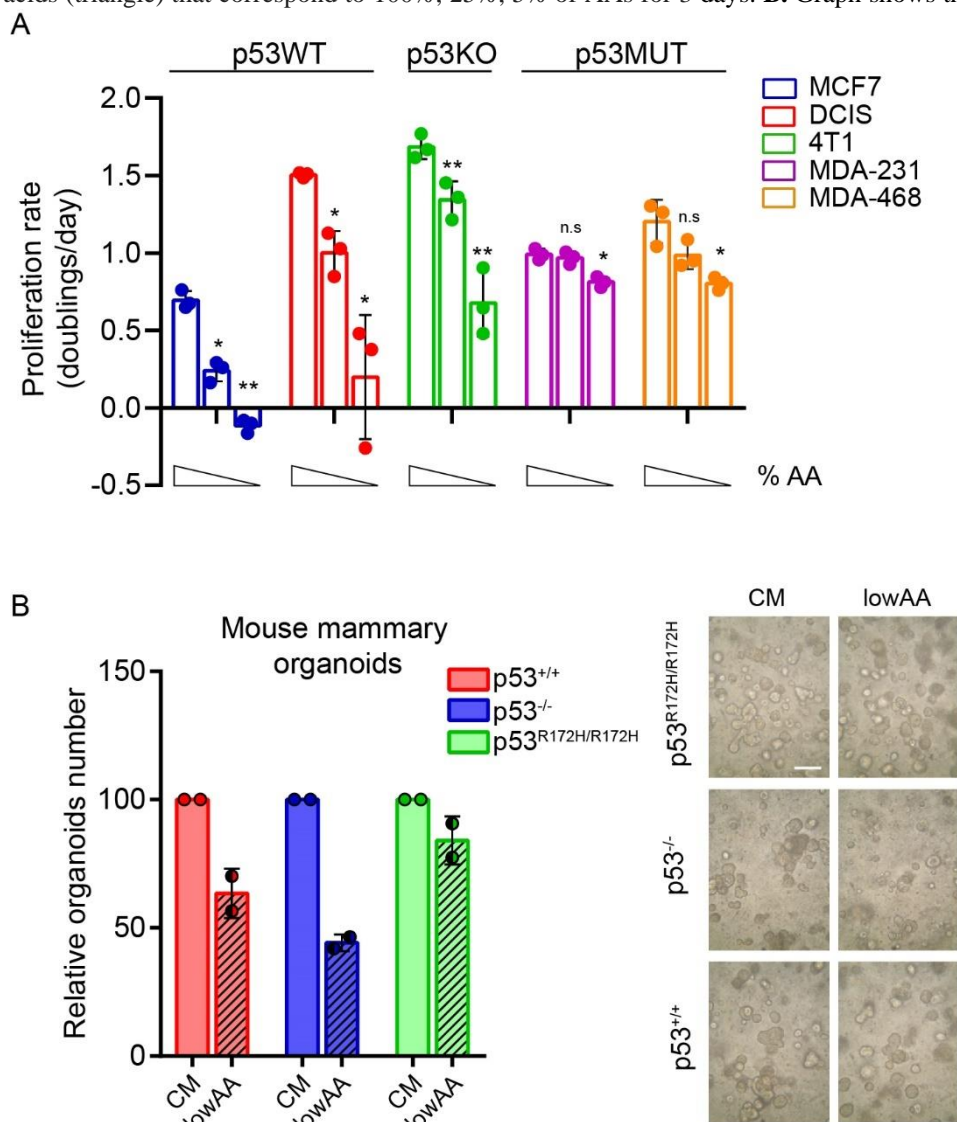 acids (triangle) that correspond to 100%, 25%, 5% of AAs for 3 days. B. Graph shows
A
p53WT p53KO p53MUT
MCF7
DCIS
4T1
MDA-231
MDA-468
Proliferation rate
(doublings/day)
2.0
1.5
1.0
0.5
0.0
-0.5
* ** * * ** ** n.s * n.s *
% AA
B
Mouse mammary
organoids
p53+/+
p53-/-
p53R172H/R172H
Relative organoids number
150
100
50
0
CM lowAA CM lowAA CM lowAA
CM lowAA
p53R172H/R172H
p53-/-
p53+/+